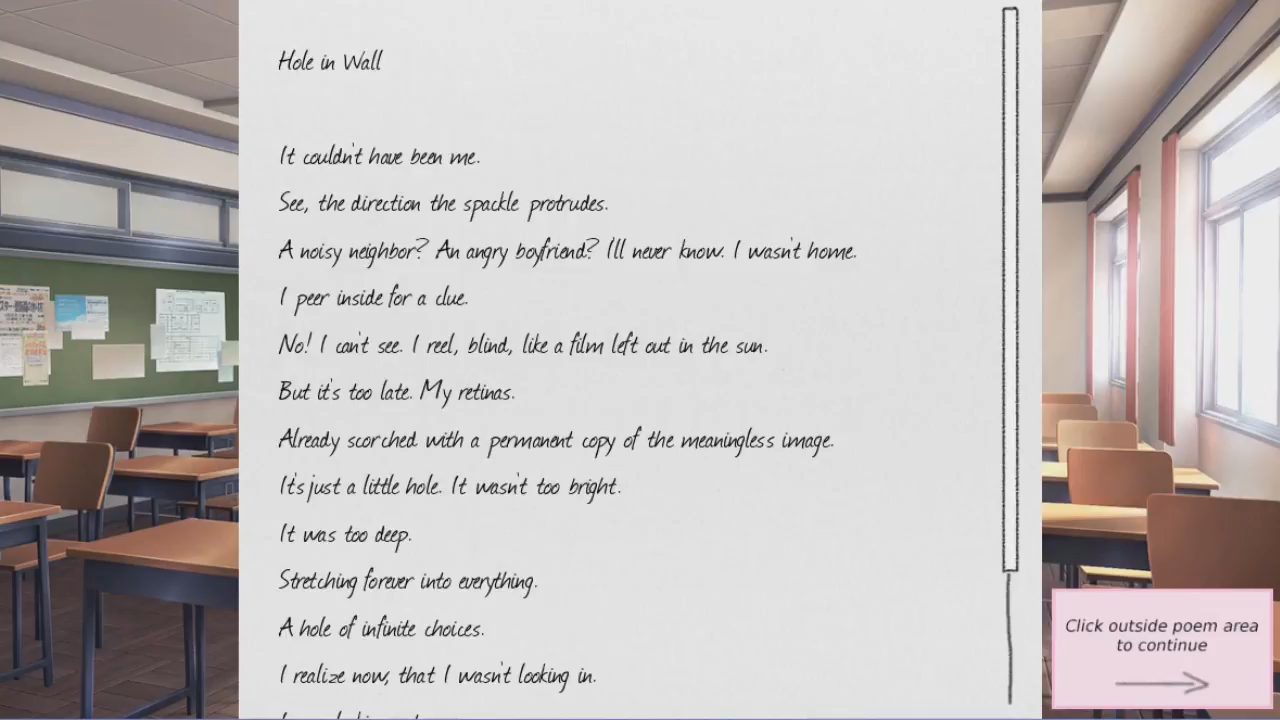 Hole in Wall
It couldn't have been me.
See, the direction the spackle protrudes.
A noisy neighbor? An angry boyfriend? I'll never know. I wasn't home.
I peer inside for a clue.
No! I can't see. I reel, blind, like a film left out in the sun.
But it's too late. My retinas.
Already scorched with a permanent copy of the meaningless image.
It's just a little hole. It wasn't too bright.
It was too deep.
Stretching forever into everything.
A hole of infinite choices.
I realize now, that I wasn't looking in.
Click outside poem area
to continue